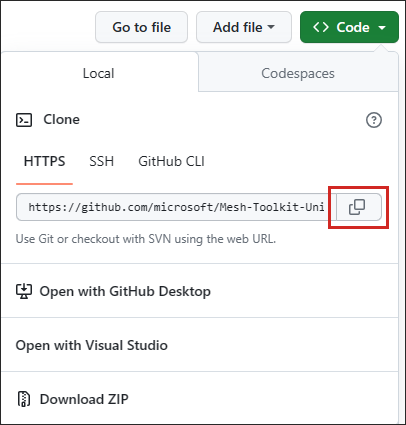 Go to file Add file <> Code
Local Codespaces
Clone
HTTPS SSH GitHub CLI
https://github.com/microsoft/Mesh-Toolkit-Uni
Use Git or checkout with SVN using the web URL.
Open with GitHub Desktop
Open with Visual Studio
Download ZIP